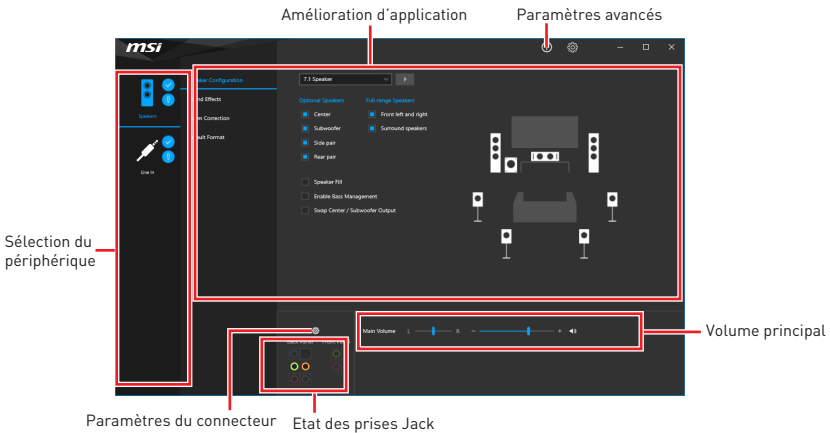 Amélioration d'application
Paramètres avancés
msi
Speaker Configuration
7.1 Speaker
Optional Speakers
Full-range Speakers
Center
Front left and right
Subwoofer
Surround speakers
Side pair
Rear pair
Speaker Fill
Enable Bass Management
Swap Center / Subwoofer Output
Speakers
Line In
Sélection du
périphérique
Main Volume L R
Volume principal
Paramètres du connecteur
Etat des prises Jack